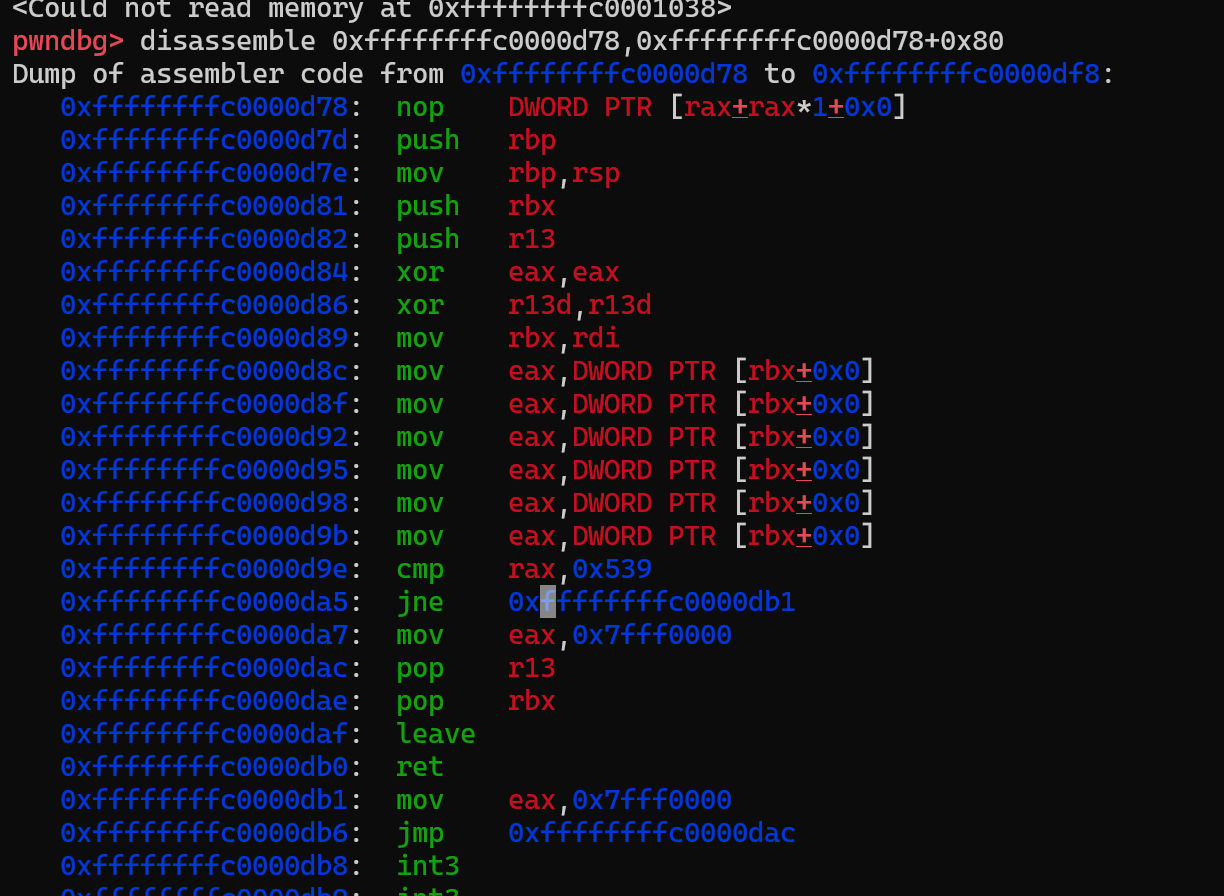 <Could not read memory at 0xffffffffc0001038>
pwndbg> disassemble 0xffffffffc0000d78,0xffffffffc0000d78+0x80
Dump of assembler code from 0xffffffffc0000d78 to 0xffffffffc0000df8:
   0xffffffffc0000d78:  nop    DWORD PTR [rax+rax*1+0x0]
   0xffffffffc0000d7d:  push   rbp
   0xffffffffc0000d7e:  mov    rbp,rsp
   0xffffffffc0000d81:  push   rbx
   0xffffffffc0000d82:  push   r13
   0xffffffffc0000d84:  xor    eax,eax
   0xffffffffc0000d86:  xor    r13d,r13d
   0xffffffffc0000d89:  mov    rbx,rdi
   0xffffffffc0000d8c:  mov    eax,DWORD PTR [rbx+0x0]
   0xffffffffc0000d8f:  mov    eax,DWORD PTR [rbx+0x0]
   0xffffffffc0000d92:  mov    eax,DWORD PTR [rbx+0x0]
   0xffffffffc0000d95:  mov    eax,DWORD PTR [rbx+0x0]
   0xffffffffc0000d98:  mov    eax,DWORD PTR [rbx+0x0]
   0xffffffffc0000d9b:  mov    eax,DWORD PTR [rbx+0x0]
   0xffffffffc0000d9e:  cmp    rax,0x539
   0xffffffffc0000da5:  jne    0xffffffffc0000db1
   0xffffffffc0000da7:  mov    eax,0x7fff0000
   0xffffffffc0000dac:  pop    r13
   0xffffffffc0000dae:  pop    rbx
   0xffffffffc0000daf:  leave
   0xffffffffc0000db0:  ret
   0xffffffffc0000db1:  mov    eax,0x7fff0000
   0xffffffffc0000db6:  jmp    0xffffffffc0000dac
   0xffffffffc0000db8:  int3
   0xffffffffc0000db9:  int3